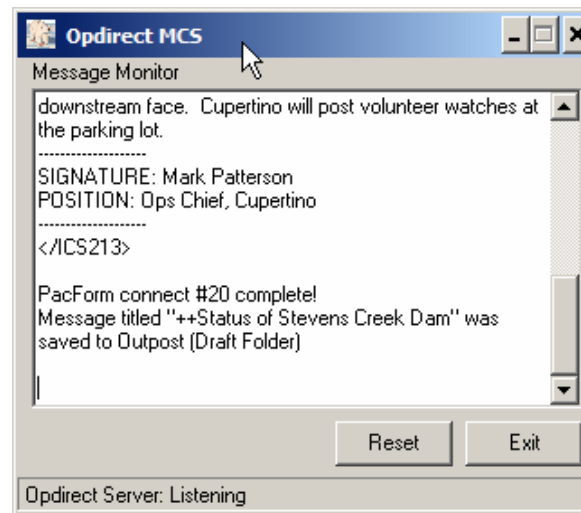 Opdirect MCS
Message Monitor
downstream face.  Cupertino will post volunteer watches at
the parking lot.
--------------------
SIGNATURE: Mark Patterson
POSITION: Ops Chief, Cupertino
--------------------
</ICS213>
PacForm connect #20 complete!
Message titled "++Status of Stevens Creek Dam" was
saved to Outpost (Draft Folder)
Reset
Exit
Opdirect Server: Listening